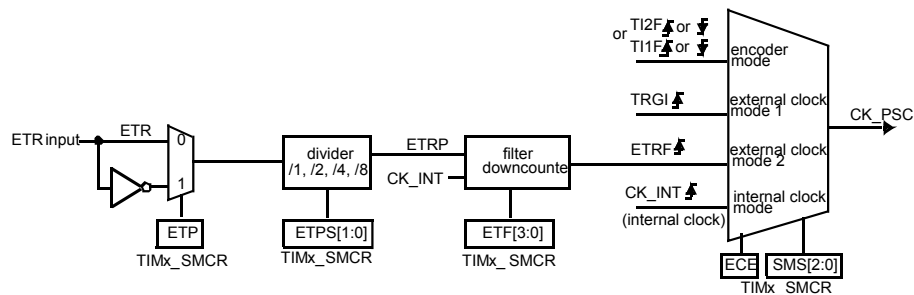 or TI2F or
TI1F or
encoder
mode
TRGI
external clock
mode 1
CK_PSC
ETR input
ETR
0
1
divider
/1, /2, /4, /8
ETRP
CK_INT
filter
downcounte
ETRF
external clock
mode 2
CK_INT
(internal clock)
internal clock
mode
ETP
TIMx_SMCR
ETPS[1:0]
TIMx_SMCR
ETF[3:0]
TIMx_SMCR
ECE
SMS[2:0]
TIMx_SMCR